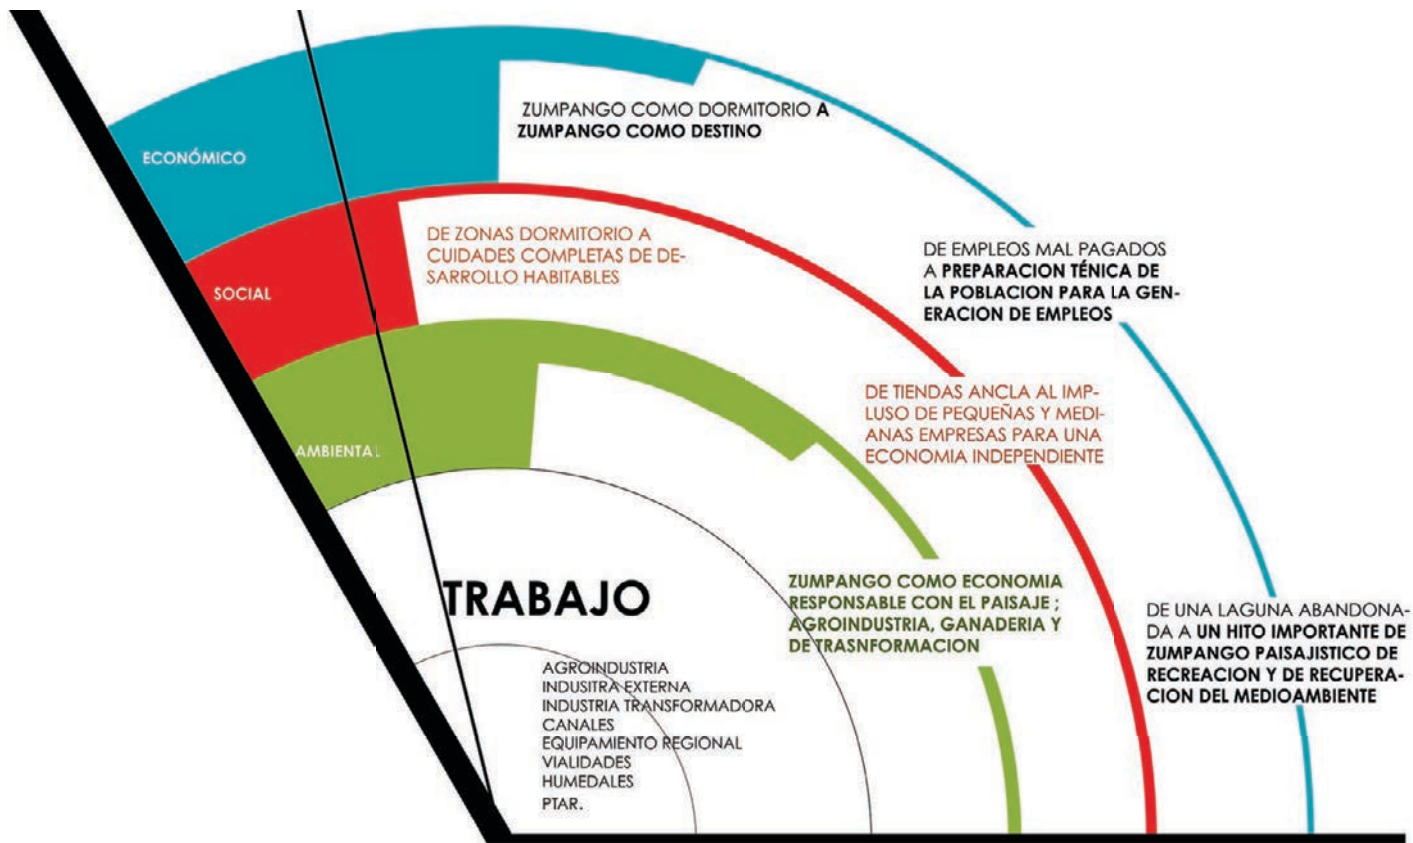 ZUMPANGO COMO DORMITORIO A
ZUMPANGO COMO DESTINO
ECONÓMICO
DE ZONAS DORMITORIO A
CUIDADES COMPLETAS DE DE-
SARROLLO HABITABLES
SOCIAL
DE EMPLEOS MAL PAGADOS
A PREPARACION TÉNICA DE
LA POBLACION PARA LA GEN-
ERACION DE EMPLEOS
DE TIENDAS ANCLA AL IMP-
LUSO DE PEQUEÑAS Y MEDI-
ANAS EMPRESAS PARA UNA
ECONOMIA INDEPENDIENTE
AMBIENTAL
ZUMPANGO COMO ECONOMIA
RESPONSABLE CON EL PAISAJE ;
AGROINDUSTRIA, GANADERIA Y
DE TRASNFORMACION
DE UNA LAGUNA ABANDONA-
DA A UN HITO IMPORTANTE DE
ZUMPANGO PAISAJISTICO DE
RECREACION Y DE RECUPERA-
CION DEL MEDIOAMBIENTE
TRABAJO
AGROINDUSTRIA
INDUSITRA EXTERNA
INDUSTRIA TRANSFORMADORA
CANALES
EQUIPAMIENTO REGIONAL
VIALIDADES
HUMEDALES
PTAR.